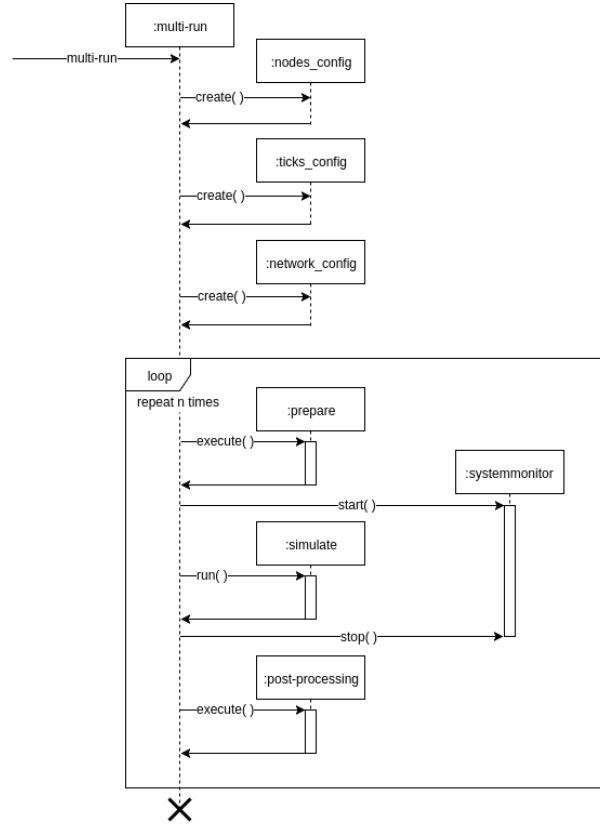 :multi-run
multi-run
:nodes_config
create( )
:ticks_config
create( )
:network_config
create( )
loop
repeat n times
:prepare
execute( )
:systemmonitor
start( )
:simulate
run( )
stop( )
:post-processing
execute( )